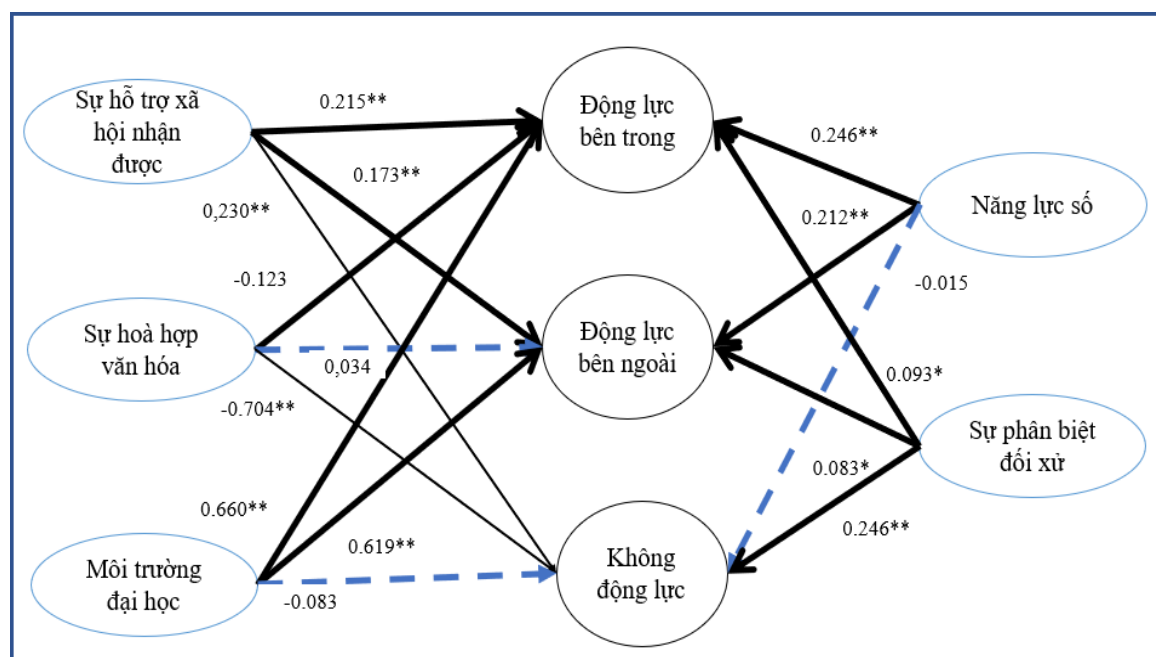 Sự hỗ trợ xã
hội nhận
được
0.215**
Động lực
bên trong
0.246**
0.173**
0,230**
0.212**
Năng lực số
-0.123
-0.015
Sự hoà hợp
văn hóa
0,034
Động lực
bên ngoài
0.093*
-0.704**
Sự phân biệt
đối xử
0.083*
0.660**
0.619**
0.246**
Môi trường
đại học
-0.083
Không
động lực